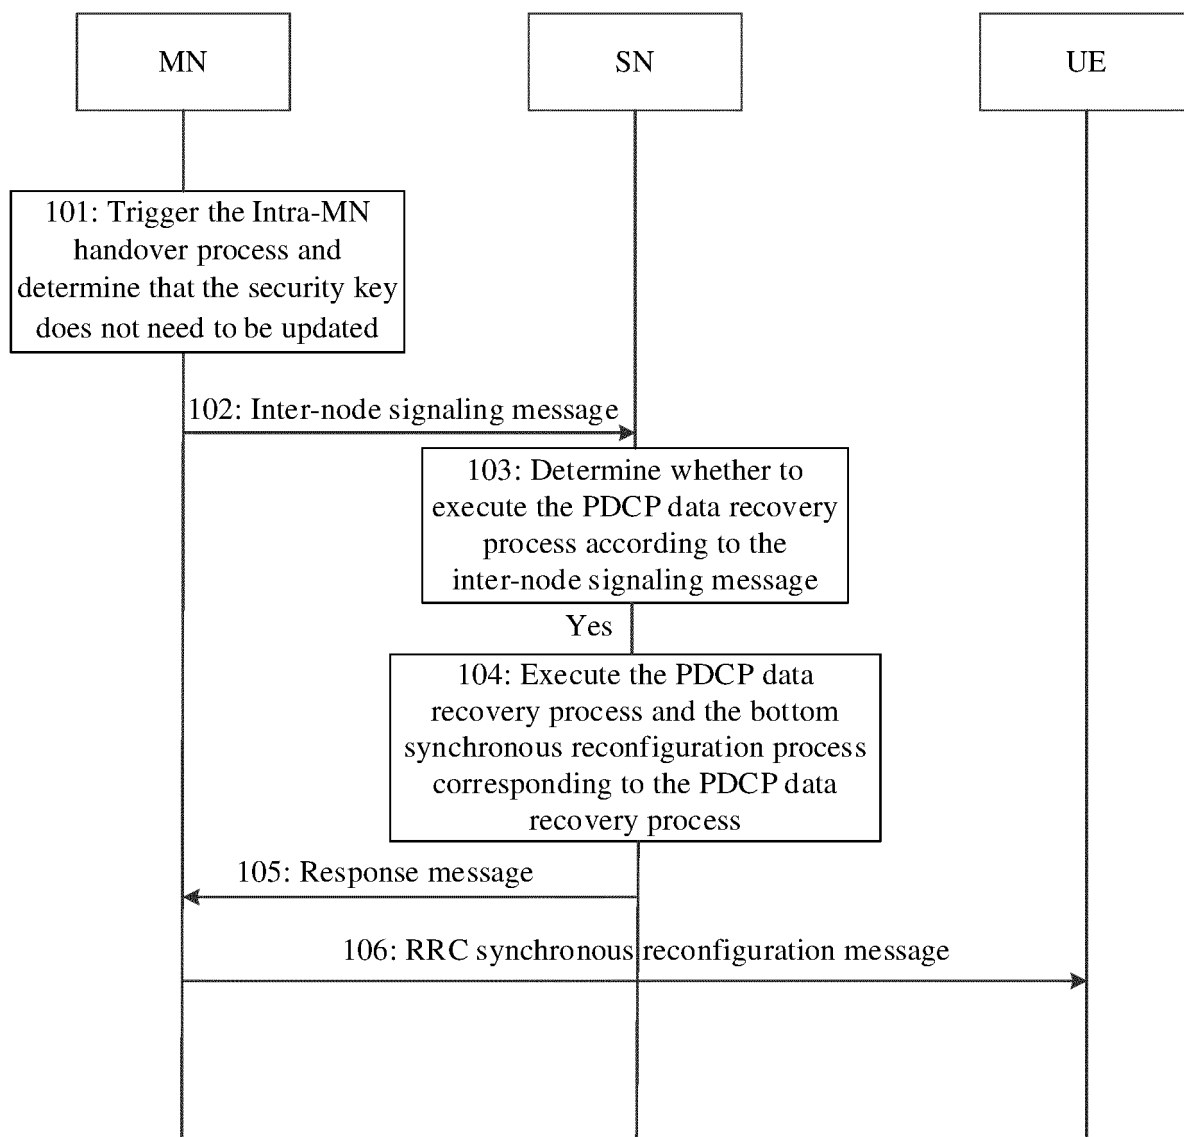 MN
SN
UE
101: Trigger the Intra-MN
handover process and
determine that the security key
does not need to be updated
102: Inter-node signaling message
103: Determine whether to
execute the PDCP data recovery
process according to the
inter-node signaling message
Yes
104: Execute the PDCP data
recovery process and the bottom
synchronous reconfiguration process
corresponding to the PDCP data
recovery process
105: Response message
106: RRC synchronous reconfiguration message